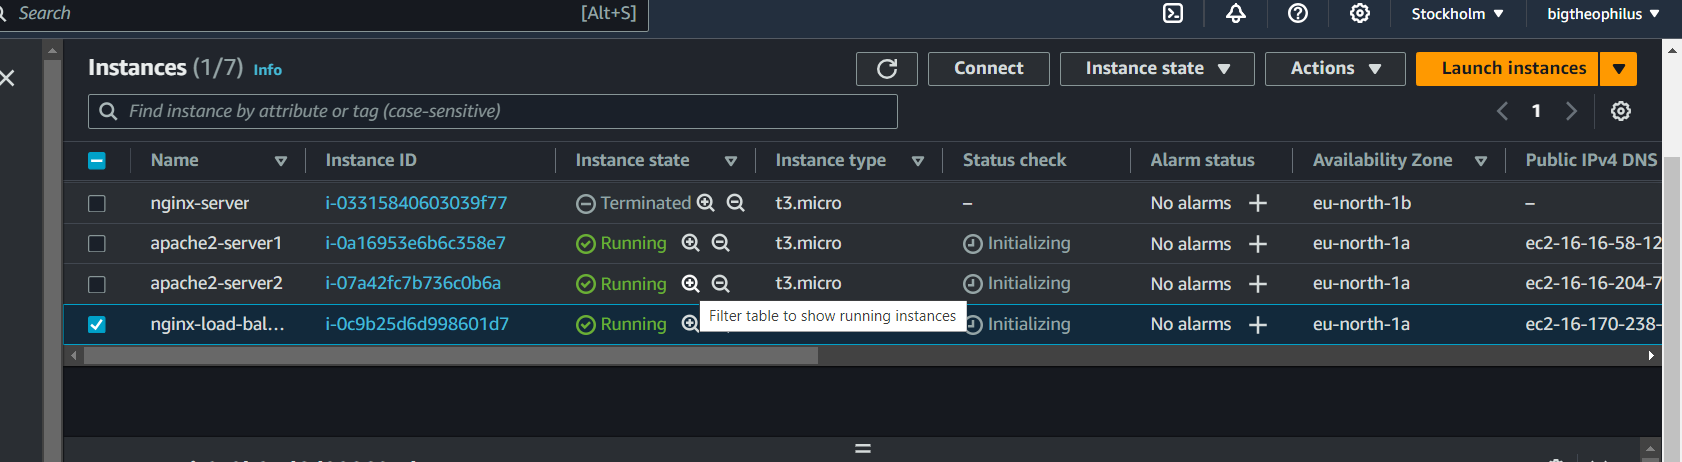 Search [Alt+S] Stockholm ▼ bigtheophilus ▼
Instances (1/7) Info Connect Instance state ▼ Actions ▼ Launch instances ▼
Find instance by attribute or tag (case-sensitive) 1
Name Instance ID Instance state Instance type Status check Alarm status Availability Zone Public IPv4 DNS
nginx-server i-03315840603039f77 Terminated t3.micro – No alarms + eu-north-1b –
apache2-server1 i-0a16953e6b6c358e7 Running t3.micro Initializing No alarms + eu-north-1a ec2-16-16-58-12
apache2-server2 i-07a42fc7b736c0b6a Running t3.micro Initializing No alarms + eu-north-1a ec2-16-16-204-7
nginx-load-bal... i-0c9b25d6d998601d7 Running Initializing No alarms + eu-north-1a ec2-16-170-238-
Filter table to show running instances